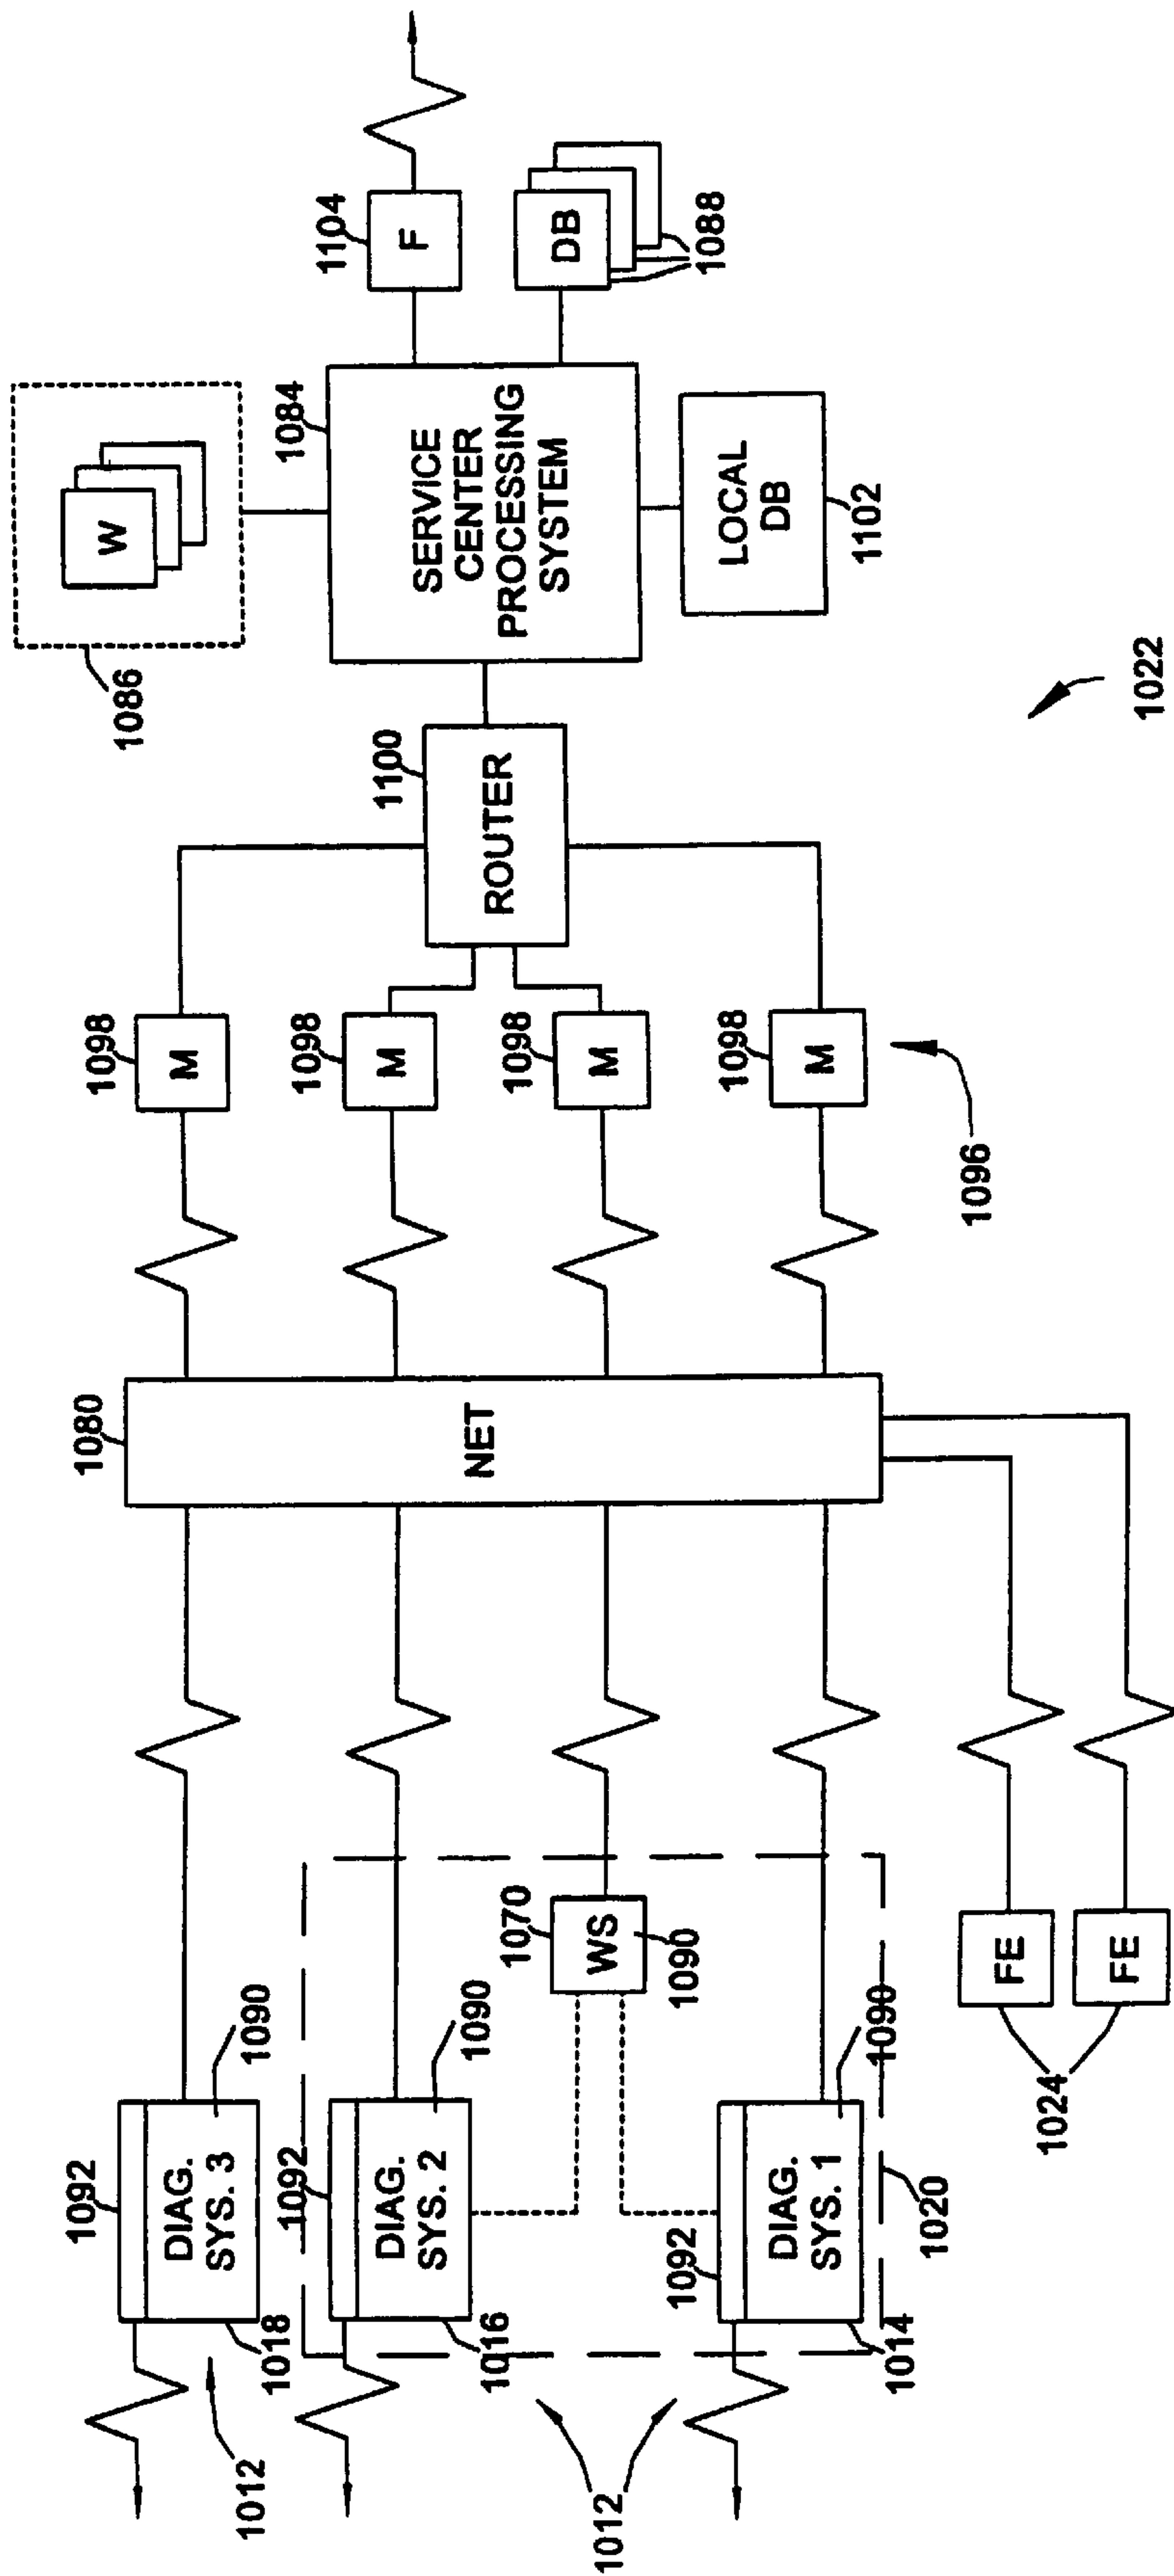 1092
DIAG.
SYS. 3
1090
1018
1012
1092
DIAG.
SYS. 2
1090
1016
1070
WS
1090
1092
DIAG.
SYS. 1
1090
1014
1020
1012
FE
FE
1024
1080
NET
1098
M
1098
M
1098
M
1098
M
1096
1100
ROUTER
1086
W
1084
SERVICE
CENTER
PROCESSING
SYSTEM
LOCAL
DB
1102
1104
F
DB
1088
1022